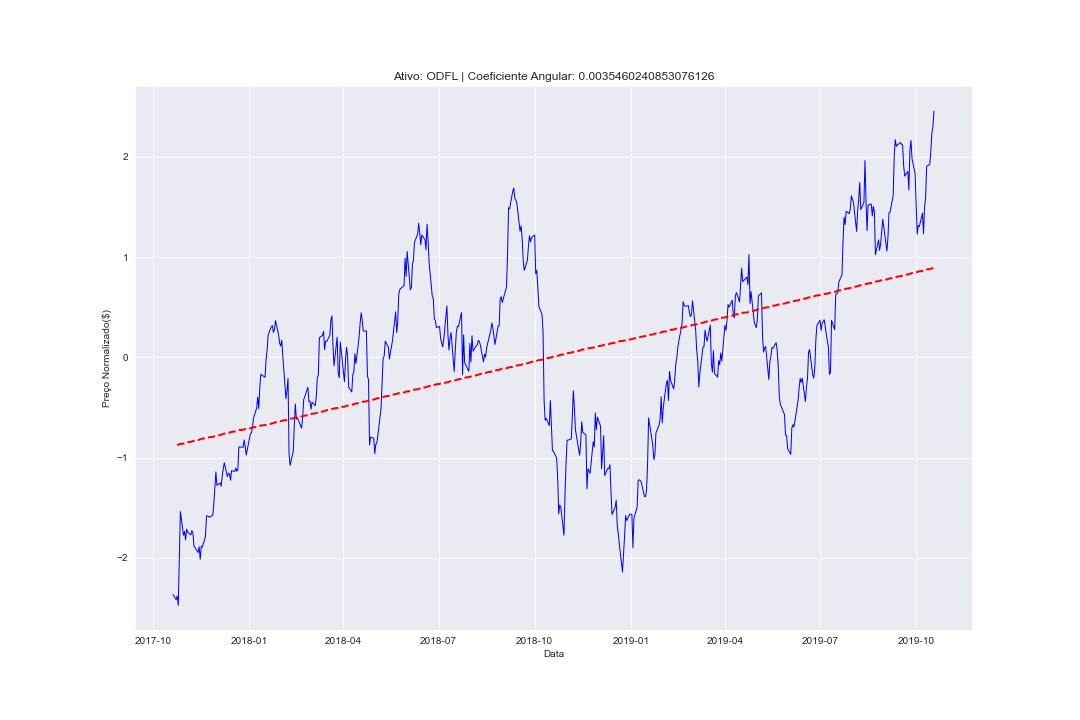 Ativo: ODFL | Coeficiente Angular: 0.0035460240853076126
Preço Normalizado($)
2
1
0
−1
−2
2017-10 2018-01 2018-04 2018-07 2018-10 2019-01 2019-04 2019-07 2019-10
Data